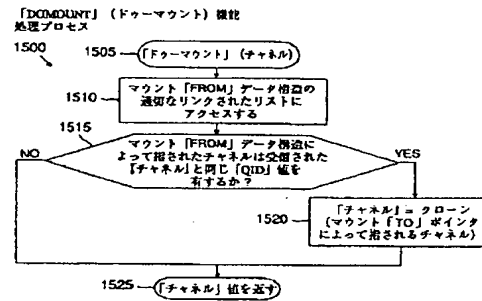 「DOMOUNT」（ドゥーマウント）機能
処理プロセス
1500
1505
「ドゥーマウント」（チャネル）
1510
マウント「FROM」データ構造の
適切なリンクされたリストに
アクセスする
1515
マウント「FROM」データ構造に
よって指されたチャネルは受信された
「チャネル」と同じ「QID」値を
有するか？
NO
YES
1520
「チャネル」＝クローン
（マウント「TO」ポインタ
によって指されるチャネル）
1525
「チャネル」値を返す